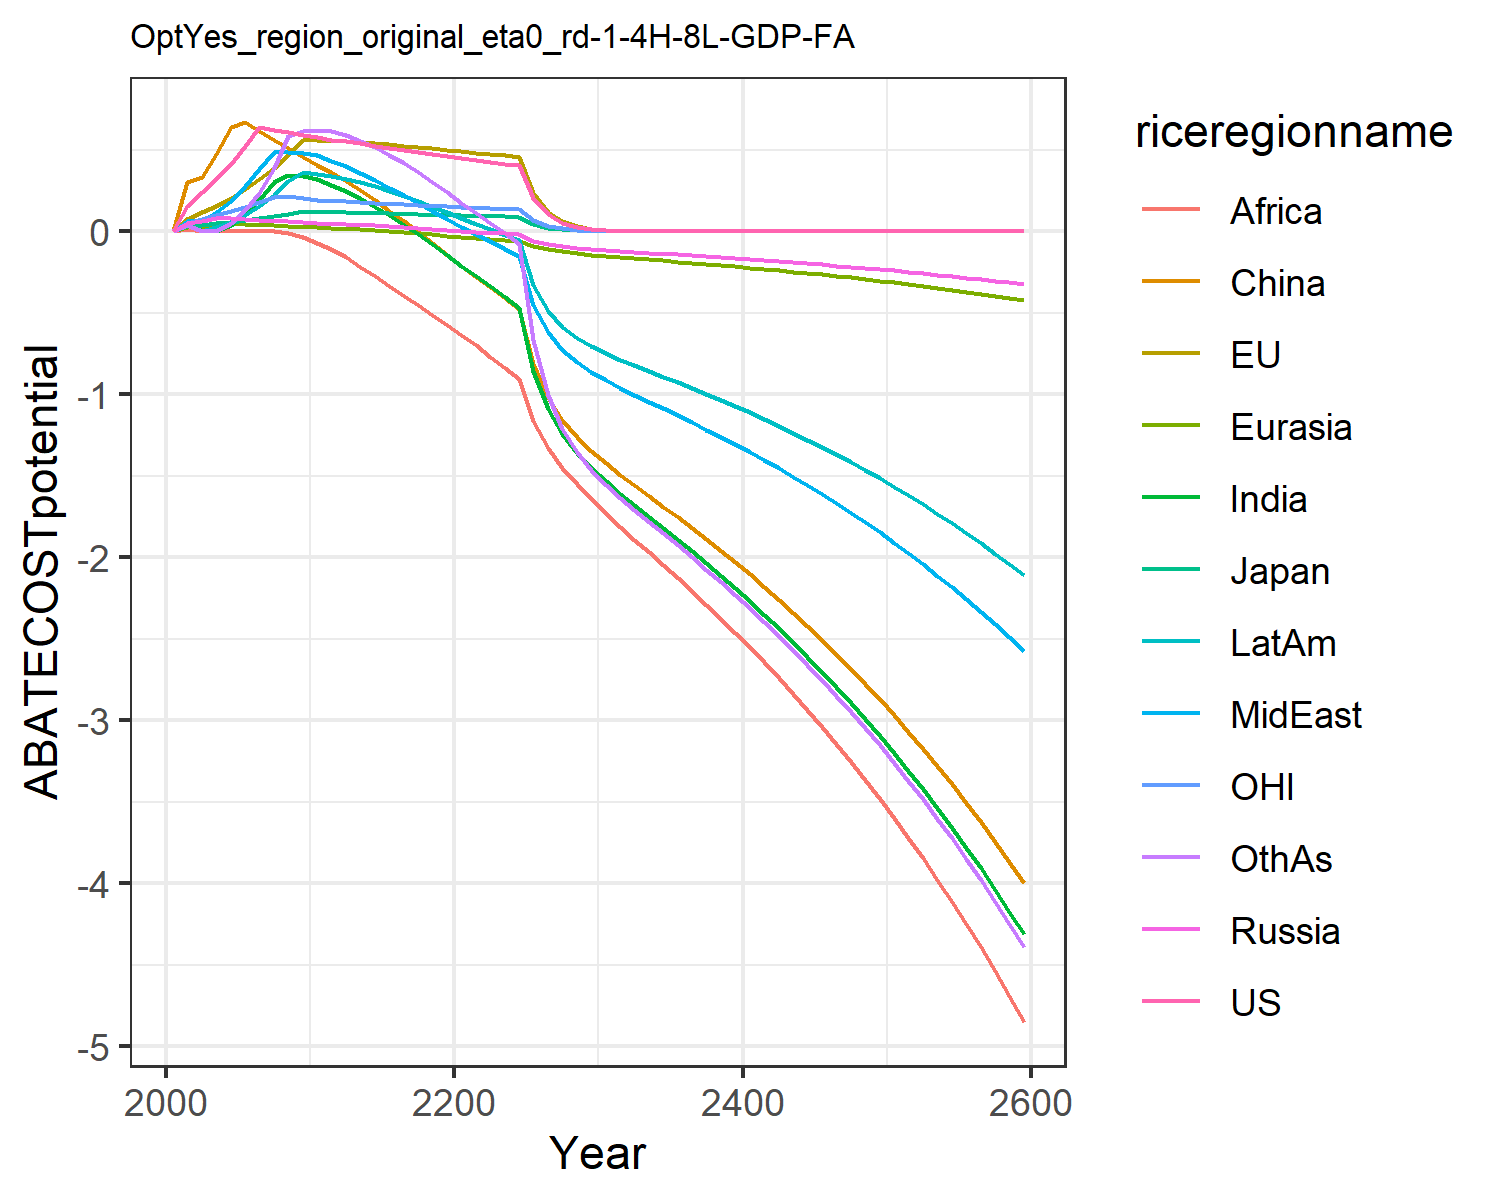 OptYes_region_original_eta0_rd-1-4H-8L-GDP-FA
ABATECOSTpotential
0
-1
-2
-3
-4
-5
2000
2200
2400
2600
Year
riceregionname
Africa
China
EU
Eurasia
India
Japan
LatAm
MidEast
OHI
OthAs
Russia
US